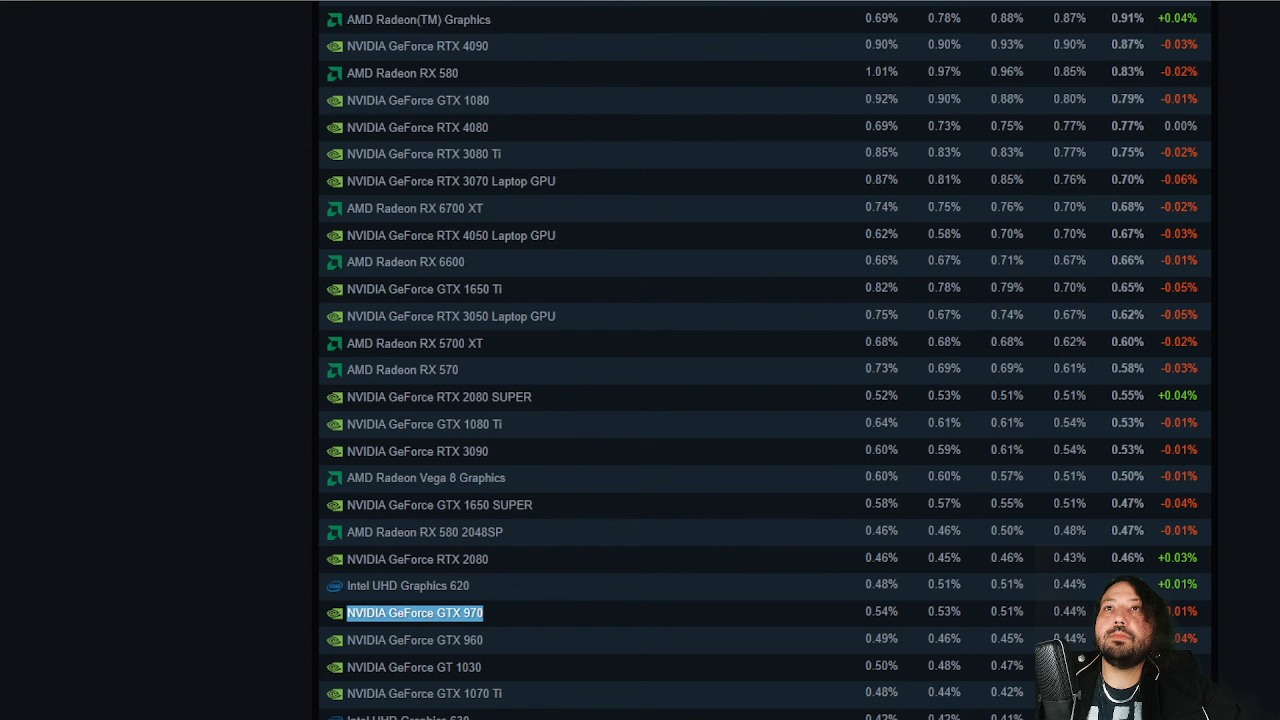 AMD Radeon(TM) Graphics 0.69% 0.78% 0.88% 0.87% 0.91% +0.04%
NVIDIA GeForce RTX 4090 0.90% 0.90% 0.93% 0.90% 0.87% -0.03%
AMD Radeon RX 580 1.01% 0.97% 0.96% 0.85% 0.83% -0.02%
NVIDIA GeForce GTX 1080 0.92% 0.90% 0.88% 0.80% 0.79% -0.01%
NVIDIA GeForce RTX 4080 0.69% 0.73% 0.75% 0.77% 0.77% 0.00%
NVIDIA GeForce RTX 3080 Ti 0.85% 0.83% 0.83% 0.77% 0.75% -0.02%
NVIDIA GeForce RTX 3070 Laptop GPU 0.87% 0.81% 0.85% 0.76% 0.70% -0.06%
AMD Radeon RX 6700 XT 0.74% 0.75% 0.76% 0.70% 0.68% -0.02%
NVIDIA GeForce RTX 4050 Laptop GPU 0.62% 0.58% 0.70% 0.70% 0.67% -0.03%
AMD Radeon RX 6600 0.66% 0.67% 0.71% 0.67% 0.66% -0.01%
NVIDIA GeForce GTX 1650 Ti 0.82% 0.78% 0.79% 0.70% 0.65% -0.05%
NVIDIA GeForce RTX 3050 Laptop GPU 0.75% 0.67% 0.74% 0.67% 0.62% -0.05%
AMD Radeon RX 5700 XT 0.68% 0.68% 0.68% 0.62% 0.60% -0.02%
AMD Radeon RX 570 0.73% 0.69% 0.69% 0.61% 0.58% -0.03%
NVIDIA GeForce RTX 2080 SUPER 0.52% 0.53% 0.51% 0.51% 0.55% +0.04%
NVIDIA GeForce GTX 1080 Ti 0.64% 0.61% 0.61% 0.54% 0.53% -0.01%
NVIDIA GeForce RTX 3090 0.60% 0.59% 0.61% 0.54% 0.53% -0.01%
AMD Radeon Vega 8 Graphics 0.60% 0.60% 0.57% 0.51% 0.50% -0.01%
NVIDIA GeForce GTX 1650 SUPER 0.58% 0.57% 0.55% 0.51% 0.47% -0.04%
AMD Radeon RX 580 2048SP 0.46% 0.46% 0.50% 0.48% 0.47% -0.01%
NVIDIA GeForce RTX 2080 0.46% 0.45% 0.46% 0.43% 0.46% +0.03%
Intel UHD Graphics 620 0.48% 0.51% 0.51% 0.44% +0.01%
NVIDIA GeForce GTX 970 0.54% 0.53% 0.51% 0.44% 0.01%
NVIDIA GeForce GTX 960 0.49% 0.46% 0.45% 0.44%
NVIDIA GeForce GT 1030 0.50% 0.48% 0.47%
NVIDIA GeForce GTX 1070 Ti 0.48% 0.44% 0.42%